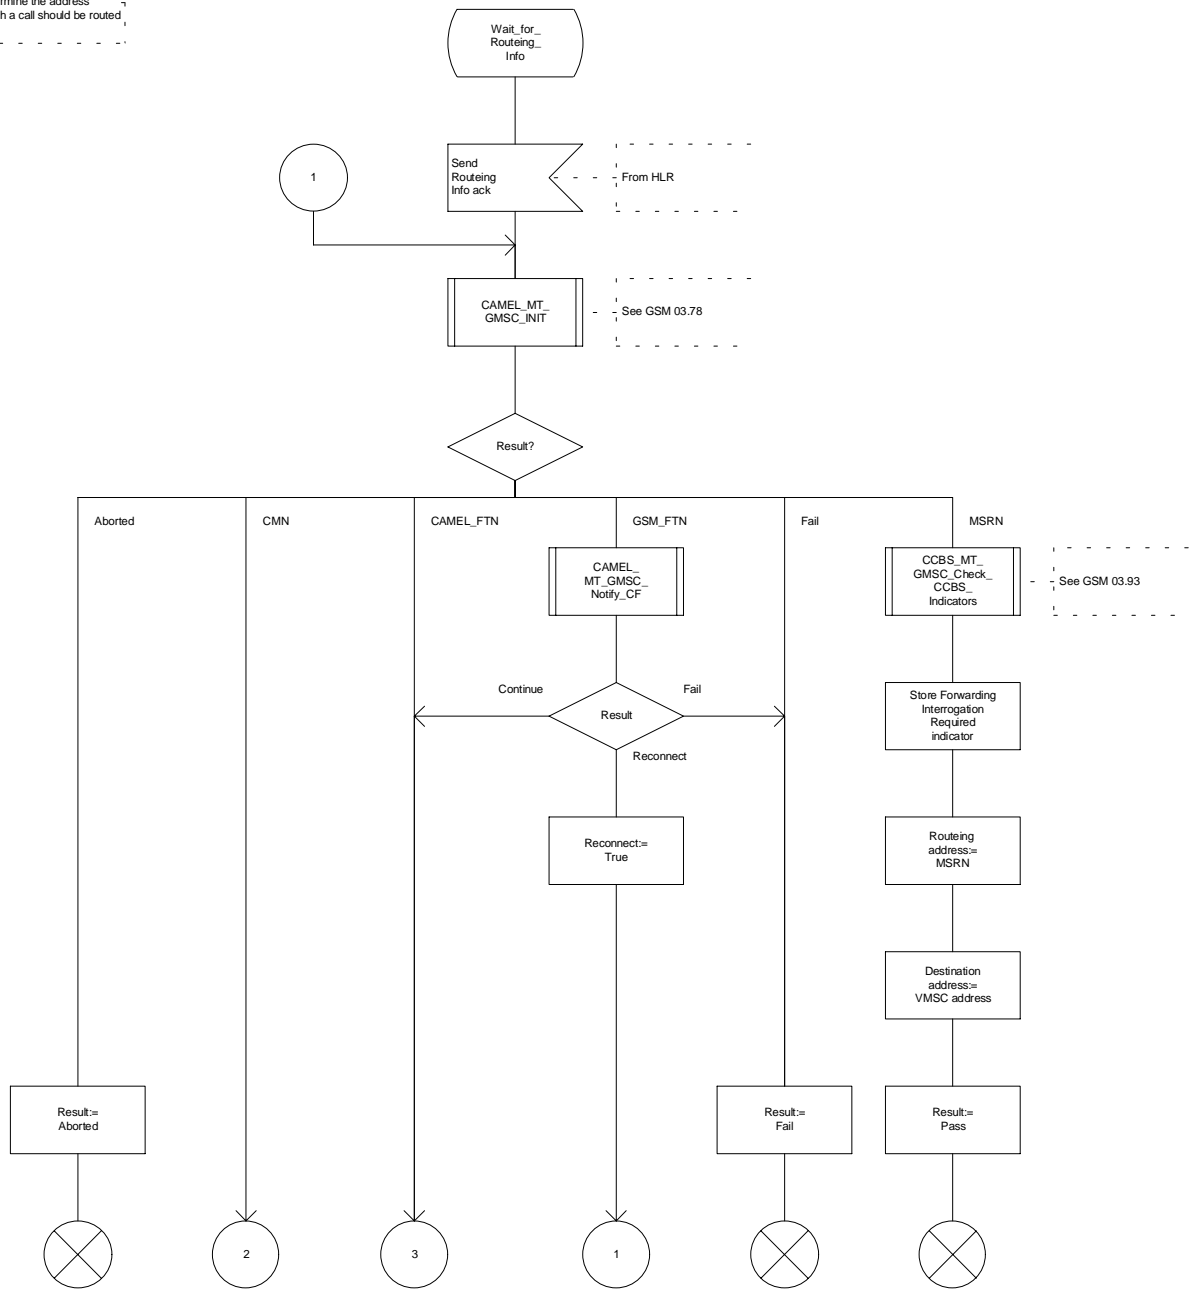 the address
h a call should be routed
Wait_for_
Routeing_
Info
1
Send
Routeing
Info ack
From HLR
CAMEL_MT_
GMSC_INIT
See GSM 03.78
Result?
Aborted
CMN
CAMEL_FTN
GSM_FTN
Fail
MSRN
CAMEL_
MT_GMSC_
Notify_CF
CCBS_MT_
GMSC_Check_
CCBS_
Indicators
See GSM 03.93
Continue
Result
Fail
Reconnect
Store Forwarding
Interrogation
Required
indicator
Reconnect:=
True
Routeing
address:=
MSRN
Destination
address:=
VMSC address
Result:=
Aborted
Result:=
Fail
Result:=
Pass
2
3
1